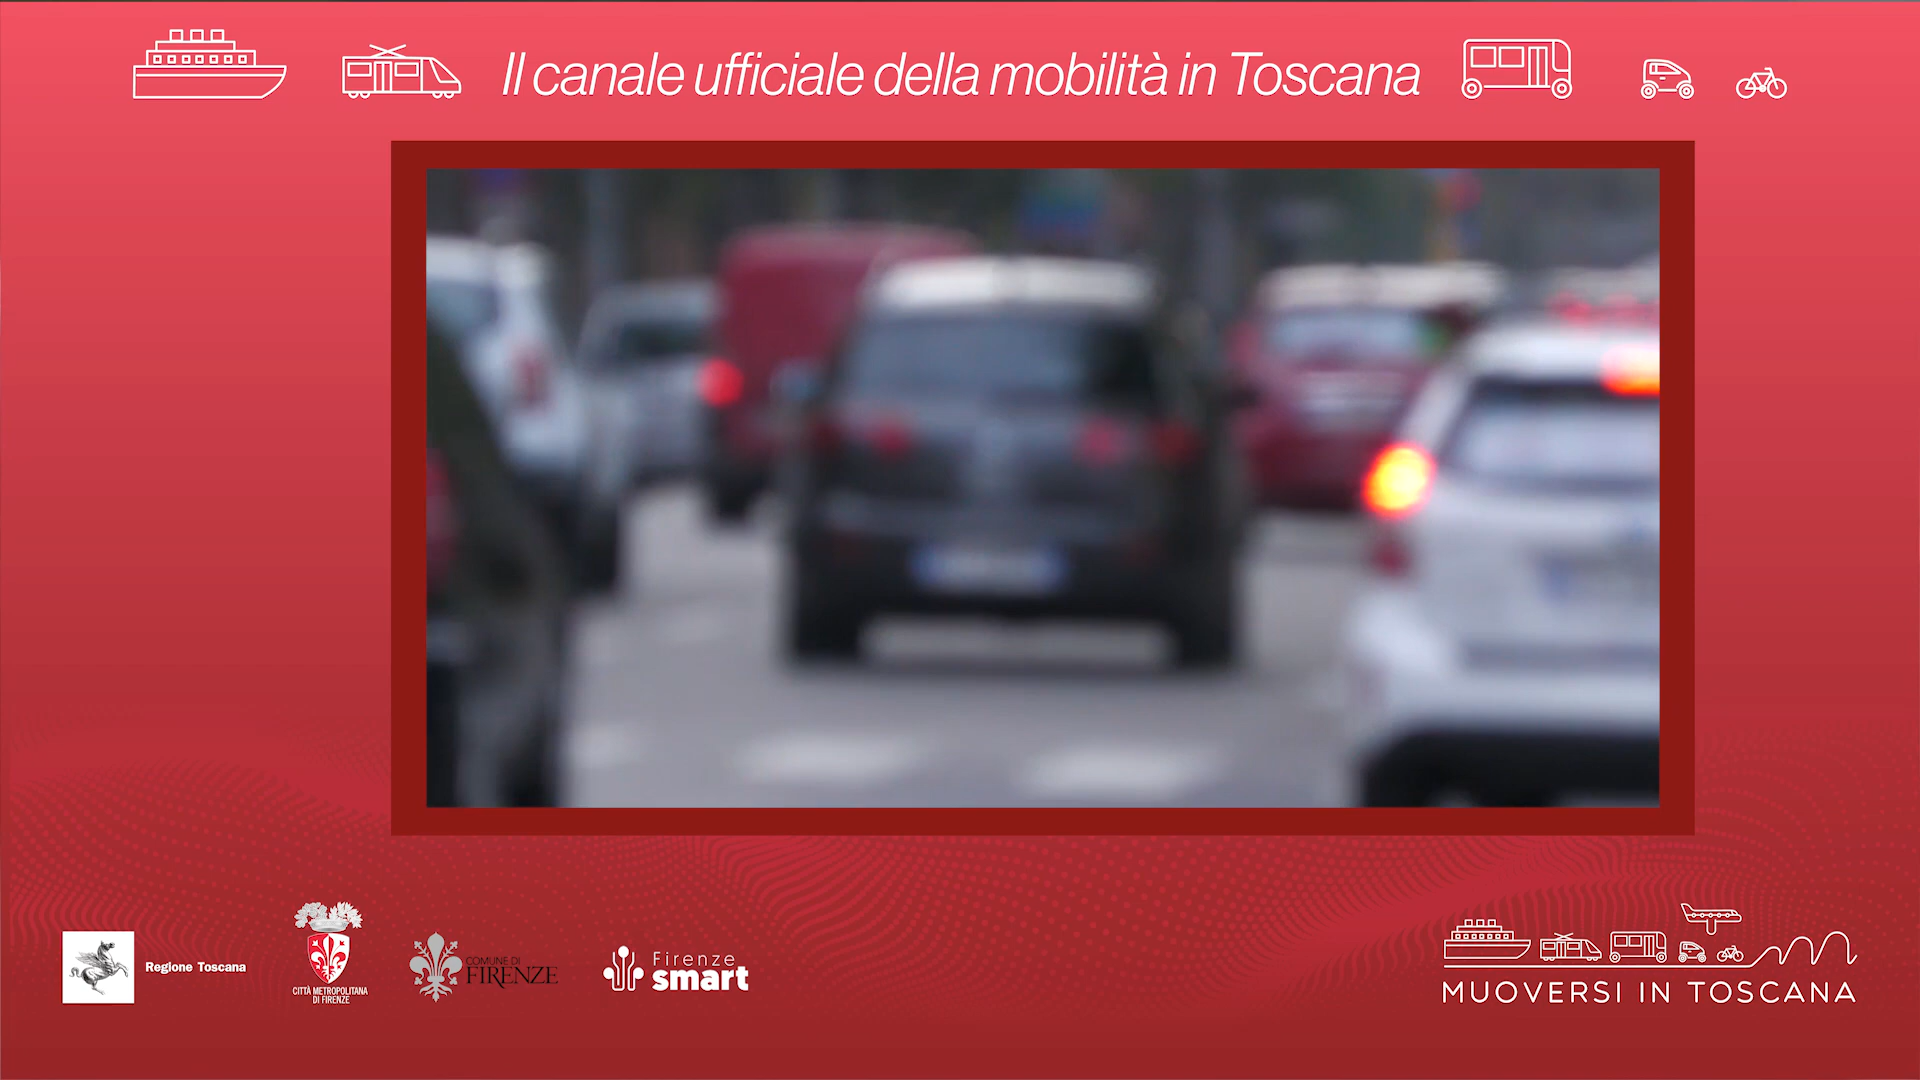 Il canale ufficiale della mobilità in Toscana
Regione Toscana
CITTÀ METROPOLITANA
DI FIRENZE
COMUNE DI
FIRENZE
Firenze
smart
MUOVERSI IN TOSCANA